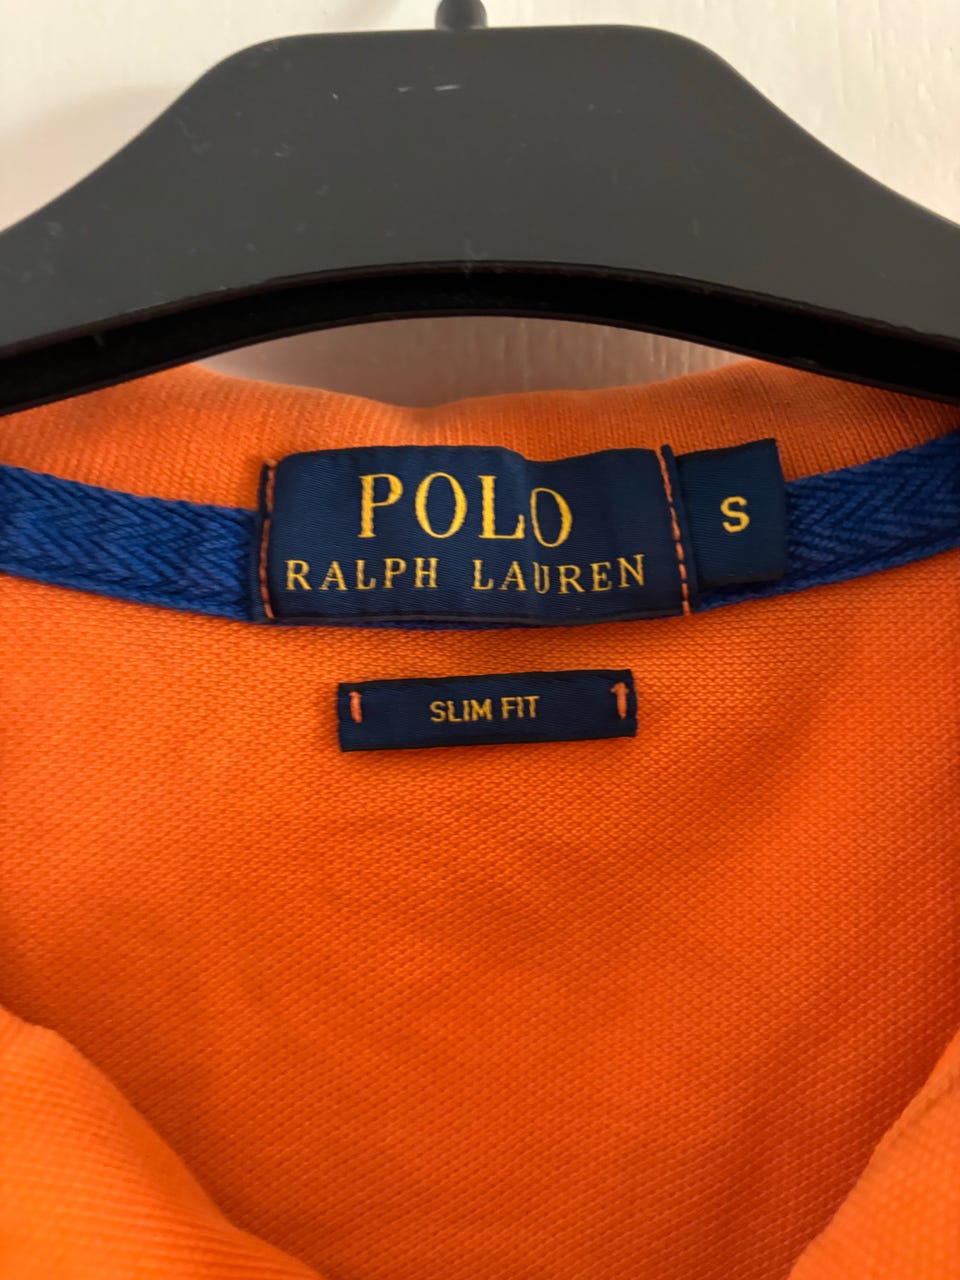 POLO
RALPH LAUREN
S
SLIM FIT